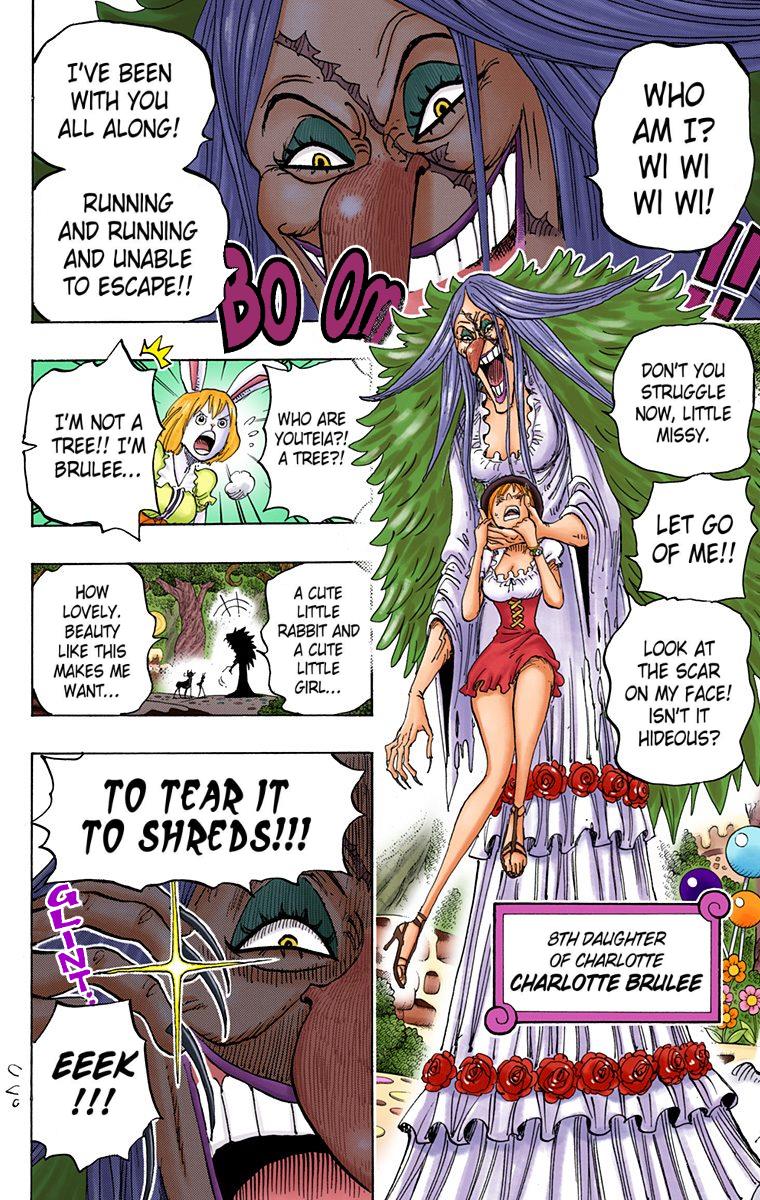 WHO
AM I?
WI WI
WI WI!
I'VE BEEN
WITH YOU
ALL ALONG!
RUNNING
AND RUNNING
AND UNABLE
TO ESCAPE!!
BO OM
!!
DON'T YOU
STRUGGLE
NOW, LITTLE
MISSY.
LET GO
OF ME!!
LOOK AT
THE SCAR
ON MY FACE!
ISN'T IT
HIDEOUS?
8TH DAUGHTER
OF CHARLOTTE
CHARLOTTE BRULEE
WHO ARE
YOUTEIA?!
A TREE?!
I'M NOT A
TREE!! I'M
BRULEE...
A CUTE
LITTLE
RABBIT AND
A CUTE
LITTLE
GIRL...
HOW
LOVELY.
BEAUTY
LIKE THIS
MAKES ME
WANT...
TO TEAR IT
TO SHREDS!!!
GLINT.
EEEK
!!!